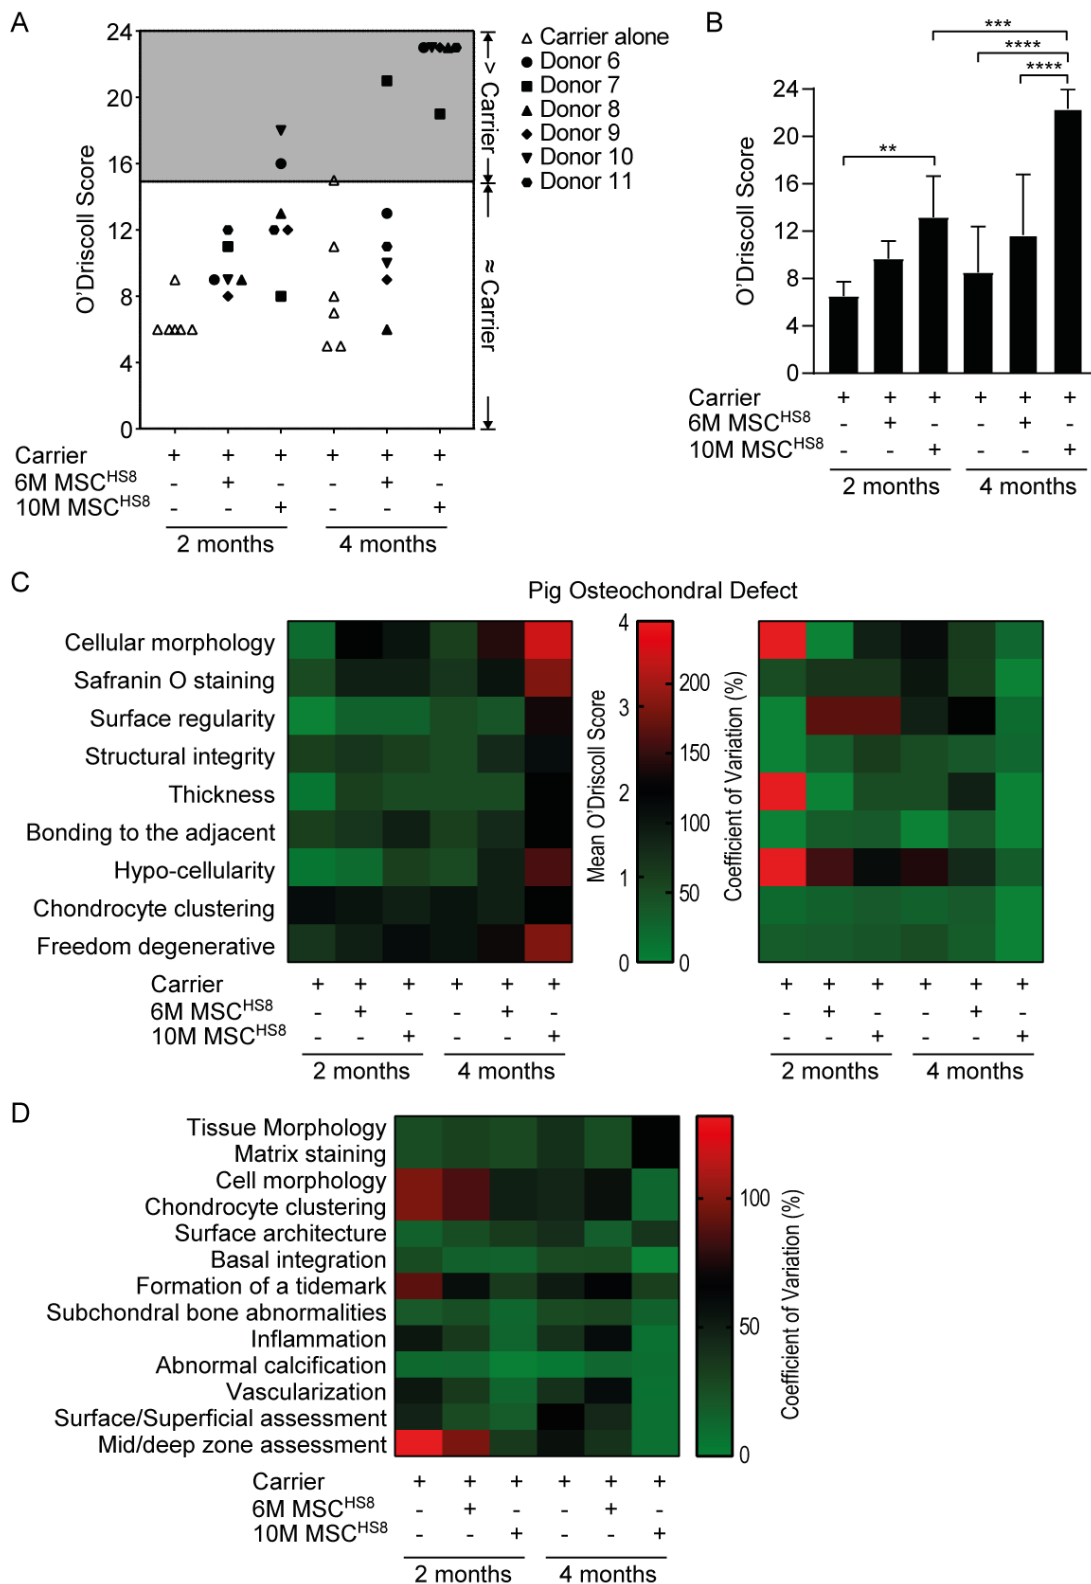 A
O'Driscoll Score
24
20
16
12
8
4
0
> Carrier
≈ Carrier
Carrier alone
Donor 6
Donor 7
Donor 8
Donor 9
Donor 10
Donor 11
Carrier + + + + + +
6M MSC^HS8 - + - - + -
10M MSC^HS8 - - + - - +
2 months 4 months
B
O'Driscoll Score
24
20
16
12
8
4
0
**
***
****
****
Carrier + + + + + +
6M MSC^HS8 - + - - + -
10M MSC^HS8 - - + - - +
2 months 4 months
C
Pig Osteochondral Defect
Cellular morphology
Safranin O staining
Surface regularity
Structural integrity
Thickness
Bonding to the adjacent
Hypo-cellularity
Chondrocyte clustering
Freedom degenerative
Mean O'Driscoll Score
4
3
2
1
0
200
150
100
50
0
Coefficient of Variation (%)
Carrier + + + + + +
6M MSC^HS8 - + - - + -
10M MSC^HS8 - - + - - +
2 months 4 months
+ + + + + +
- + - - + -
- - + - - +
2 months 4 months
D
Tissue Morphology
Matrix staining
Cell morphology
Chondrocyte clustering
Surface architecture
Basal integration
Formation of a tidemark
Subchondral bone abnormalities
Inflammation
Abnormal calcification
Vascularization
Surface/Superficial assessment
Mid/deep zone assessment
100
50
0
Coefficient of Variation (%)
Carrier + + + + + +
6M MSC^HS8 - + - - + -
10M MSC^HS8 - - + - - +
2 months 4 months